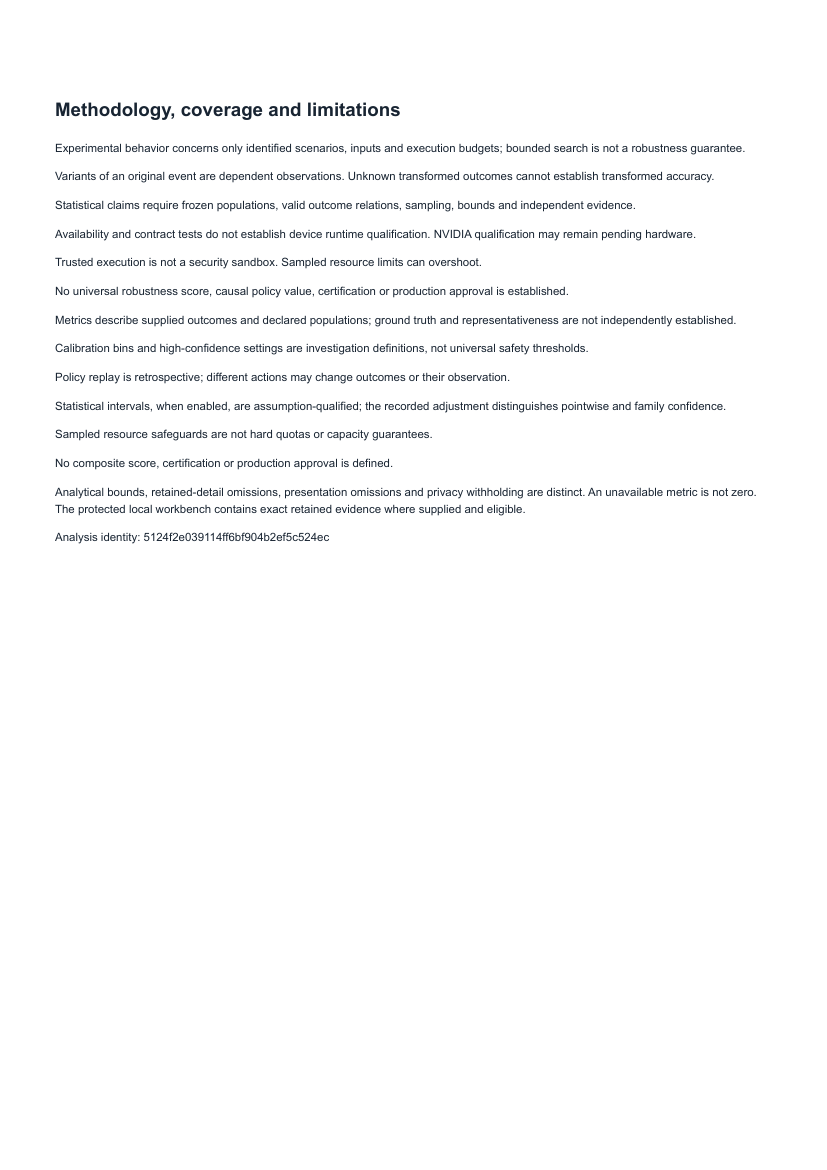 Methodology, coverage and limitations
Experimental behavior concerns only identified scenarios, inputs and execution budgets; bounded search is not a robustness guarantee.
Variants of an original event are dependent observations. Unknown transformed outcomes cannot establish transformed accuracy.
Statistical claims require frozen populations, valid outcome relations, sampling, bounds and independent evidence.
Availability and contract tests do not establish device runtime qualification. NVIDIA qualification may remain pending hardware.
Trusted execution is not a security sandbox. Sampled resource limits can overshoot.
No universal robustness score, causal policy value, certification or production approval is established.
Metrics describe supplied outcomes and declared populations; ground truth and representativeness are not independently established.
Calibration bins and high-confidence settings are investigation definitions, not universal safety thresholds.
Policy replay is retrospective; different actions may change outcomes or their observation.
Statistical intervals, when enabled, are assumption-qualified; the recorded adjustment distinguishes pointwise and family confidence.
Sampled resource safeguards are not hard quotas or capacity guarantees.
No composite score, certification or production approval is defined.
Analytical bounds, retained-detail omissions, presentation omissions and privacy withholding are distinct. An unavailable metric is not zero.
The protected local workbench contains exact retained evidence where supplied and eligible.
Analysis identity: 5124f2e039114ff6bf904b2ef5c524ec